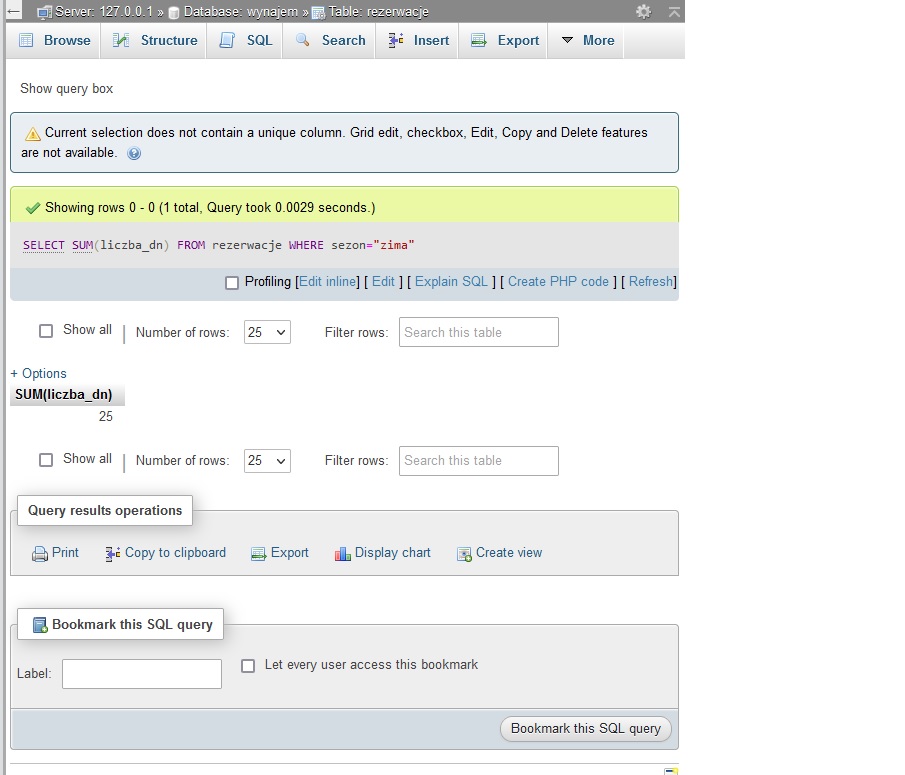 Server: 127.0.0.1 » Database: wynajem » Table: rezerwacje
Browse Structure SQL Search Insert Export More
Show query box
Current selection does not contain a unique column. Grid edit, checkbox, Edit, Copy and Delete features
are not available.
Showing rows 0 - 0 (1 total, Query took 0.0029 seconds.)
SELECT SUM(liczba_dn) FROM rezerwacje WHERE sezon="zima"
Profiling [Edit inline] [ Edit ] [ Explain SQL ] [ Create PHP code ] [ Refresh]
Show all | Number of rows: 25 Filter rows: Search this table
+ Options
SUM(liczba_dn)
25
Show all | Number of rows: 25 Filter rows: Search this table
Query results operations
Print Copy to clipboard Export Display chart Create view
Bookmark this SQL query
Label: Let every user access this bookmark
Bookmark this SQL query